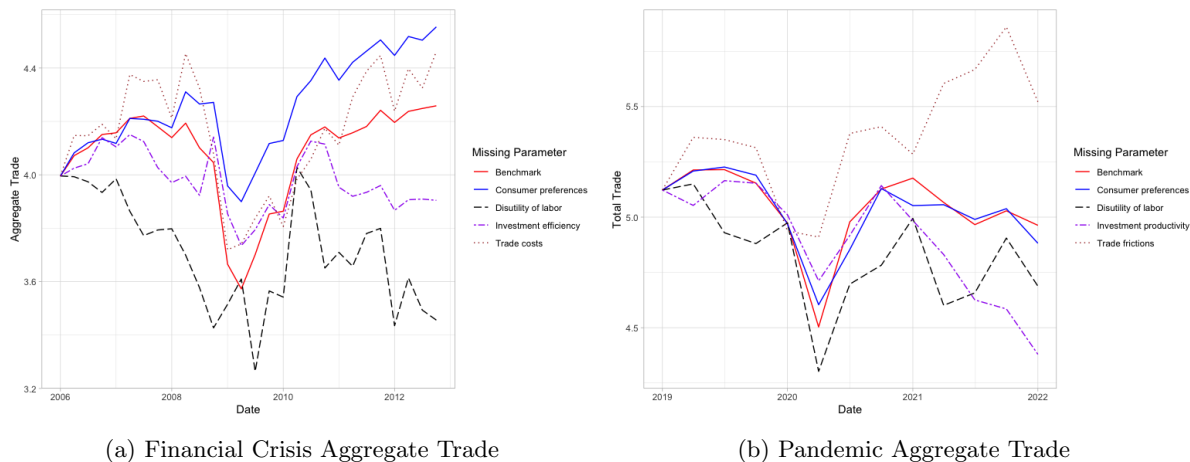 4.4
4.0
3.6
3.2
Aggregate Trade
2006
2008
2010
2012
Date
Missing Parameter
Benchmark
Consumer preferences
Disutility of labor
Investment efficiency
Trade costs
(a) Financial Crisis Aggregate Trade
5.5
5.0
4.5
Total Trade
2019
2020
2021
2022
Date
Missing Parameter
Benchmark
Consumer preferences
Disutility of labor
Investment productivity
Trade frictions
(b) Pandemic Aggregate Trade